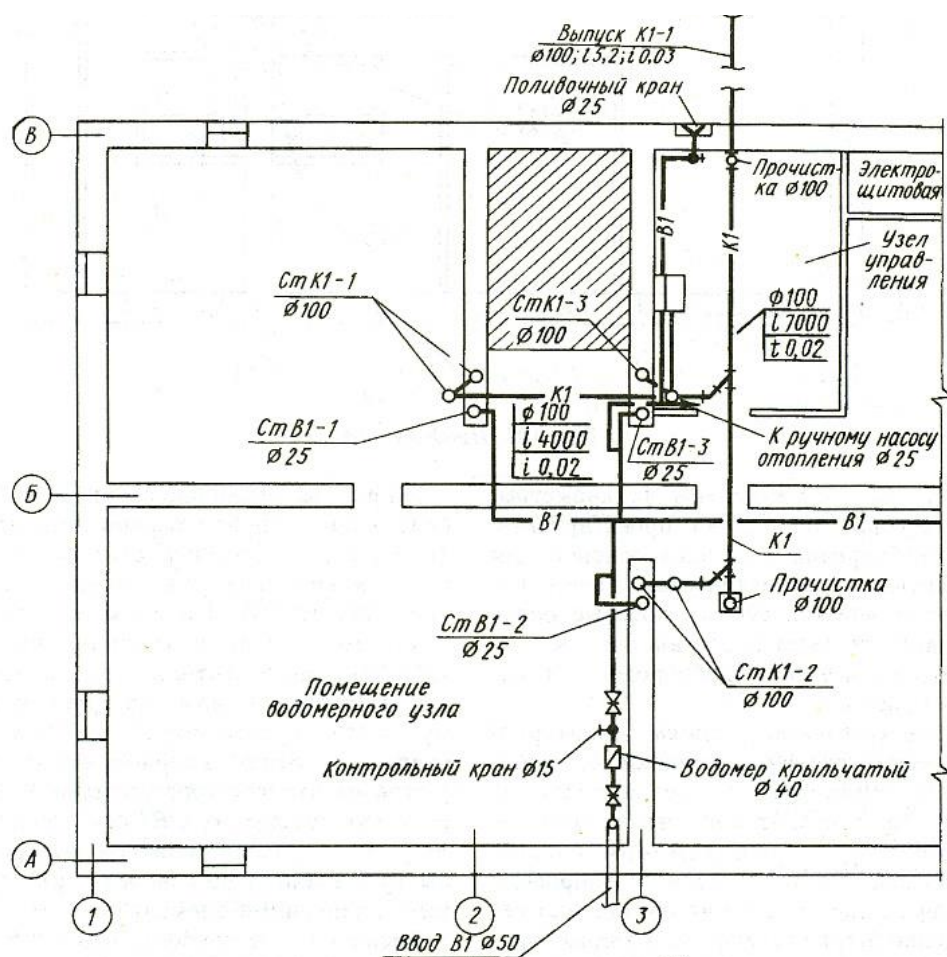 Выпуск К1-1
Ø100; l5,2; i0,03
Поливочный кран
Ø25
В
Прочист-
ка Ø100
Электро-
щитовая
В1
К1
Узел
управ-
ления
Ст К1-1
Ø100
Ст К1-3
Ø100
Ø100
l 7000
t 0,02
К1
Ст В1-1
Ø25
Ø100
l 4000
i 0,02
Ст В1-3
Ø25
К ручному насосу
отопления Ø25
Б
В1
В1
К1
Прочистка
Ø100
Ст В1-2
Ø25
Ст К1-2
Ø100
Помещение
водомерного узла
Контрольный кран Ø15
Водомер крыльчатый
Ø40
А
1
2
3
Ввод В1 Ø50